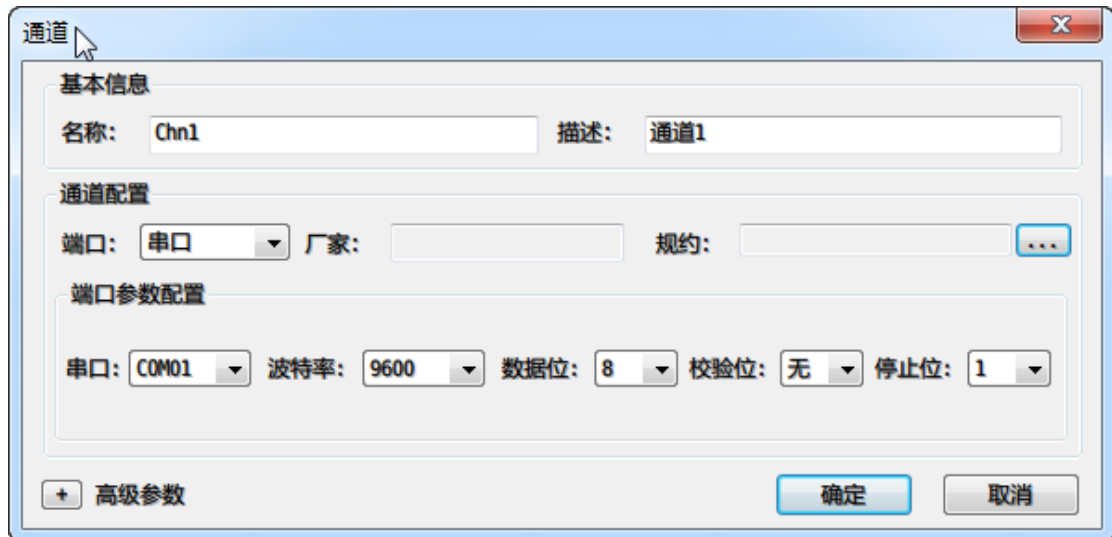 通道
基本信息
名称: Chn1 描述: 通道1
通道配置
端口: 串口 厂家: 规约: ...
端口参数配置
串口: COM01 波特率: 9600 数据位: 8 校验位: 无 停止位: 1
+ 高级参数 确定 取消